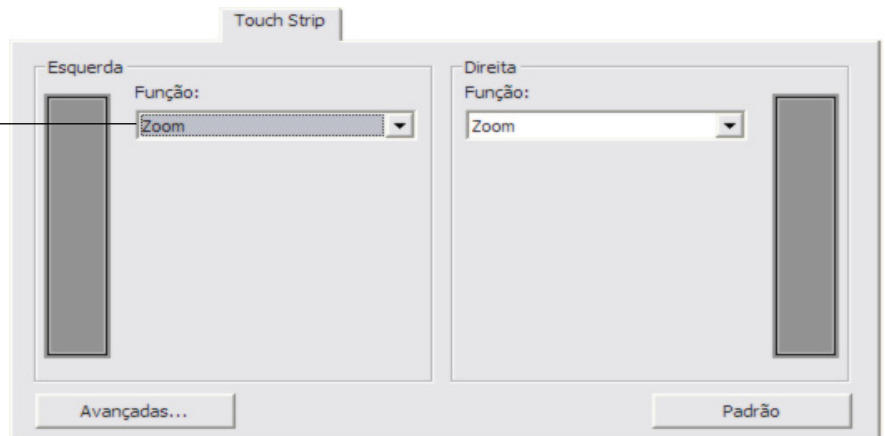 Touch Strip
Esquerda
Função:
Zoom
Direita
Função:
Zoom
Avançadas...
Padrão